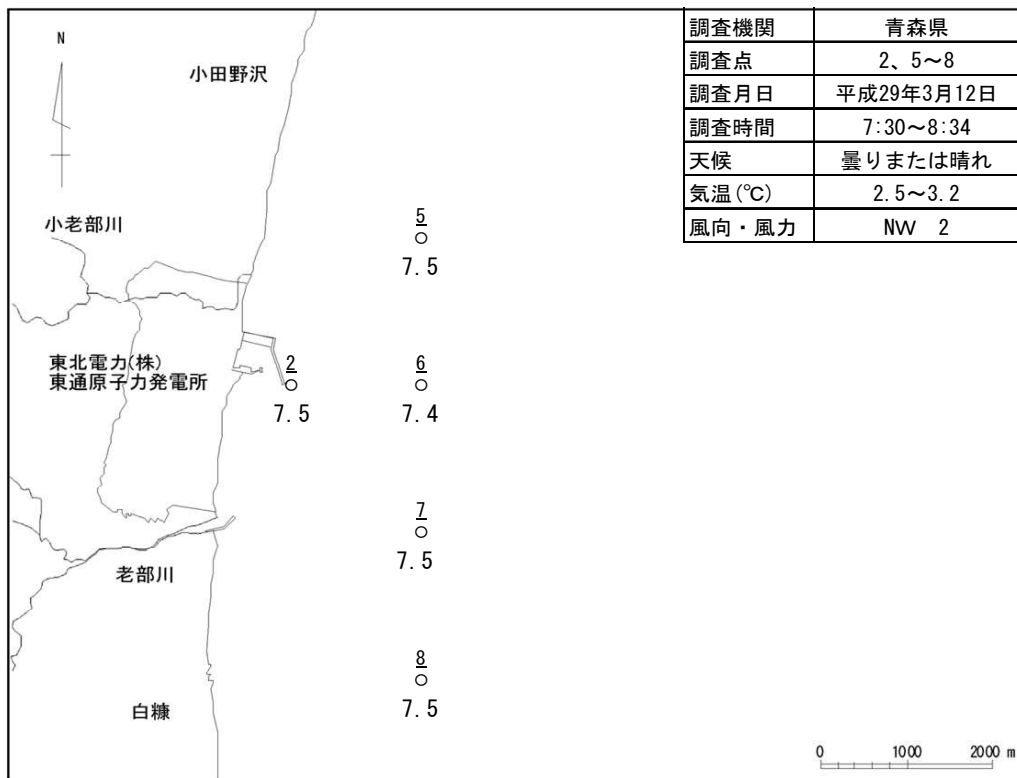 調査機関 青森県
調査点 2、5~8
調査月日 平成29年3月12日
調査時間 7:30~8:34
天候 曇りまたは晴れ
気温(℃) 2.5~3.2
風向・風力 NW 2
N
小田野沢
小老部川
5
7.5
東北電力(株)
東通原子力発電所
2
7.5
6
7.4
7
7.5
老部川
8
7.5
白糠
0 1000 2000 m